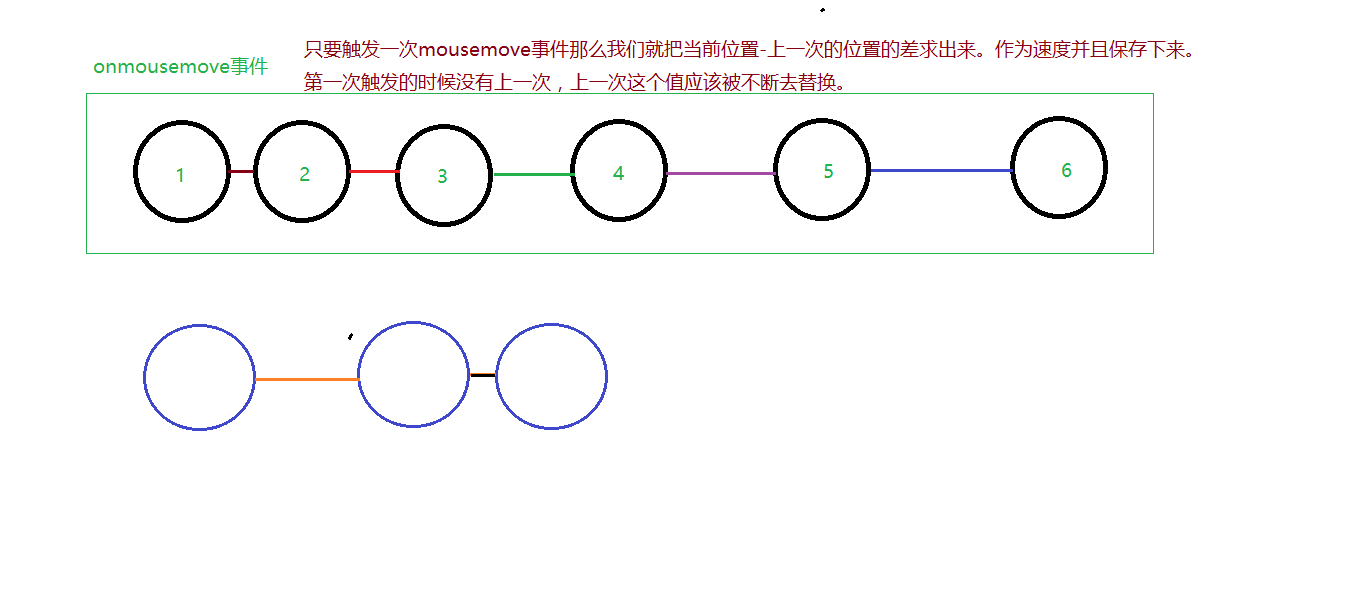 只要触发一次mousemove事件那么我们就把当前位置-上一次的位置的差求出来。作为速度并且保存下来。
onmousemove事件
第一次触发的时候没有上一次，上一次这个值应该被不断去替换。
1 2 3 4 5 6